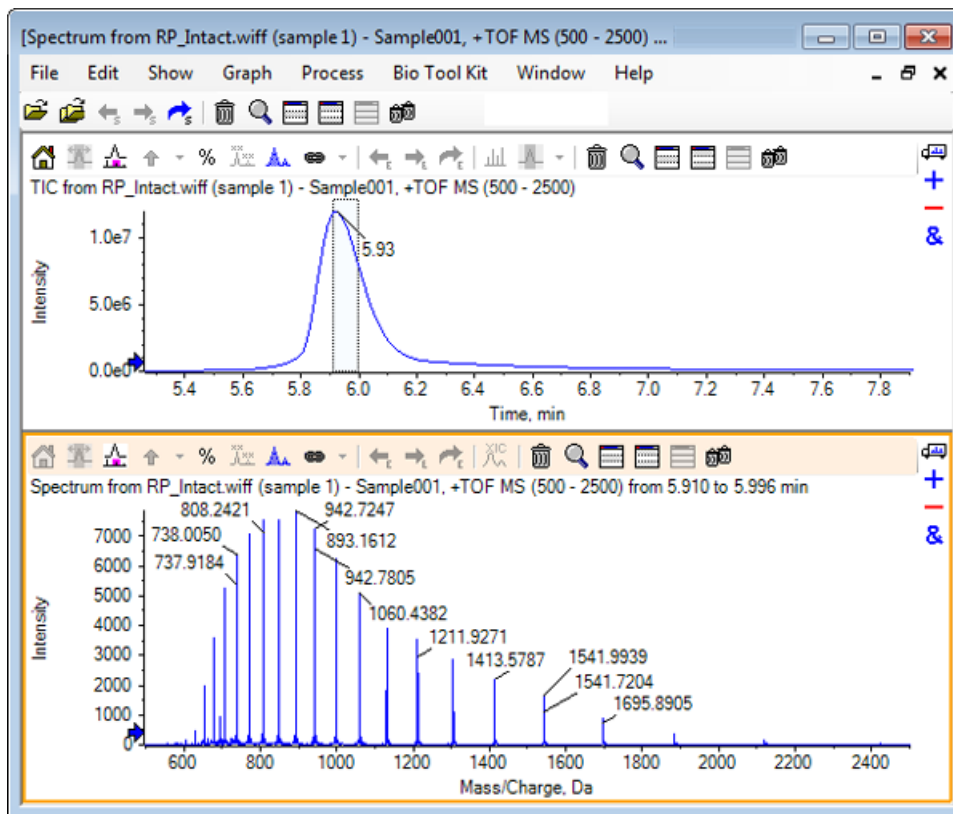 [Spectrum from RP_Intact.wiff (sample 1) - Sample001, +TOF MS (500 - 2500) ...
File Edit Show Graph Process Bio Tool Kit Window Help
TIC from RP_Intact.wiff (sample 1) - Sample001, +TOF MS (500 - 2500)
Intensity
1.0e7
5.0e6
0.0e0
5.93
5.4 5.6 5.8 6.0 6.2 6.4 6.6 6.8 7.0 7.2 7.4 7.6 7.8
Time, min
XIC
Spectrum from RP_Intact.wiff (sample 1) - Sample001, +TOF MS (500 - 2500) from 5.910 to 5.996 min
Intensity
7000
6000
5000
4000
3000
2000
1000
0
808.2421
942.7247
738.0050
893.1612
737.9184
942.7805
1060.4382
1211.9271
1413.5787
1541.9939
1541.7204
1695.8905
600 800 1000 1200 1400 1600 1800 2000 2200 2400
Mass/Charge, Da